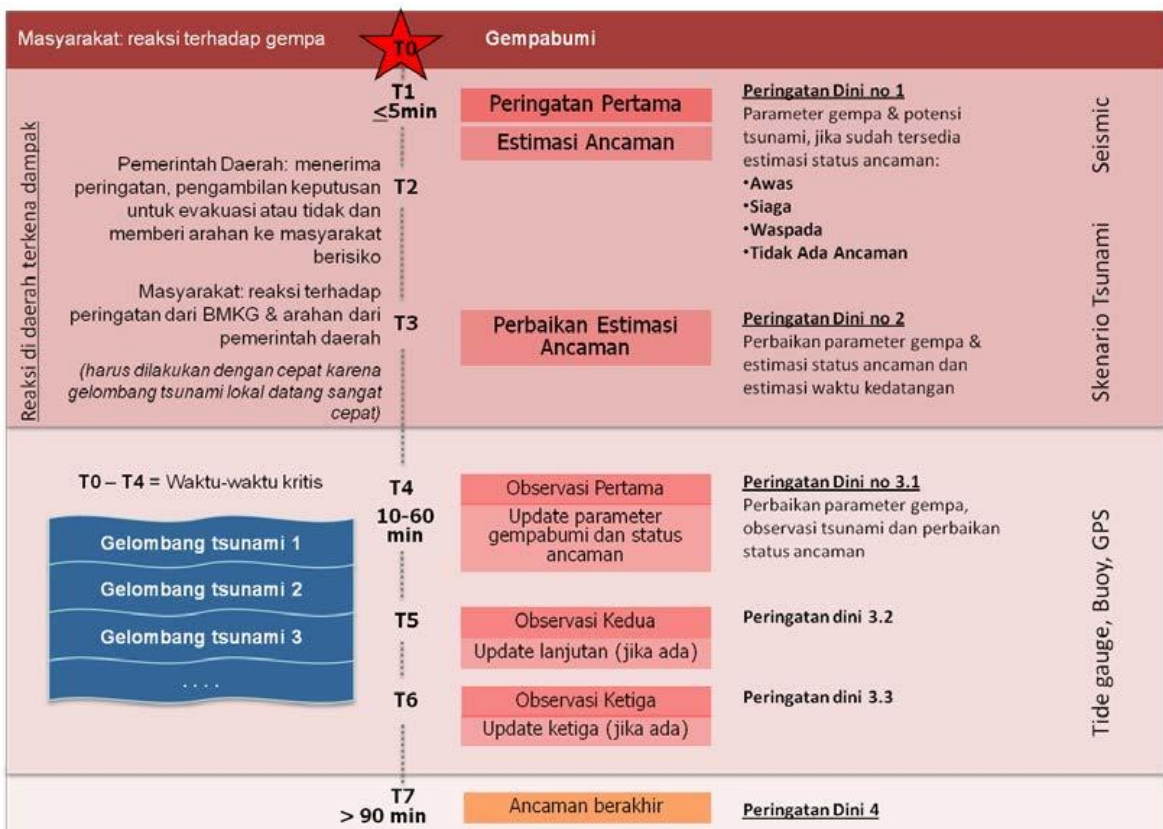 Masyarakat: reaksi terhadap gempa
T0
Gempabumi
Reaksi di daerah terkena dampak
T1
≤5min
Peringatan Pertama
Estimasi Ancaman
Peringatan Dini no 1
Parameter gempa & potensi
tsunami, jika sudah tersedia
estimasi status ancaman:
•Awas
•Siaga
•Waspada
•Tidak Ada Ancaman
Seismic
Pemerintah Daerah: menerima
peringatan, pengambilan keputusan
untuk evakuasi atau tidak dan
memberi arahan ke masyarakat
berisiko
T2
Masyarakat: reaksi terhadap
peringatan dari BMKG & arahan dari
pemerintah daerah
(harus dilakukan dengan cepat karena
gelombang tsunami lokal datang sangat
cepat)
T3
Perbaikan Estimasi
Ancaman
Peringatan Dini no 2
Perbaikan parameter gempa &
estimasi status ancaman dan
estimasi waktu kedatangan
Skenario Tsunami
T0 – T4 = Waktu-waktu kritis
Gelombang tsunami 1
Gelombang tsunami 2
Gelombang tsunami 3
. . . .
T4
10-60
min
Observasi Pertama
Update parameter
gempabumi dan status
ancaman
Peringatan Dini no 3.1
Perbaikan parameter gempa,
observasi tsunami dan perbaikan
status ancaman
T5
Observasi Kedua
Update lanjutan (jika ada)
Peringatan dini 3.2
T6
Observasi Ketiga
Update ketiga (jika ada)
Peringatan dini 3.3
Tide gauge, Buoy, GPS
T7
> 90 min
Ancaman berakhir
Peringatan Dini 4